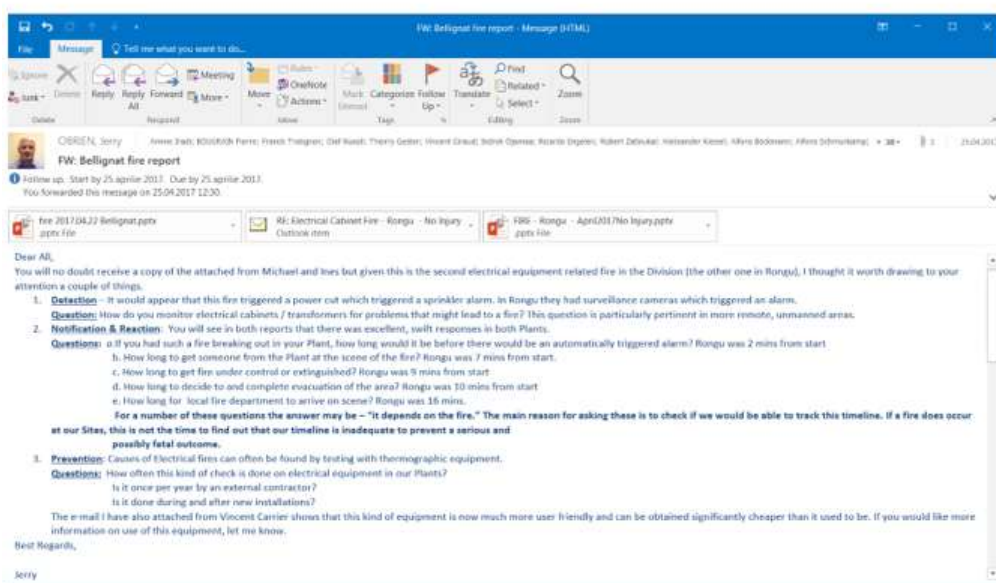 FW: Bellignat fire report - Message (HTML)
File Message Tell me what you want to do...
Ignore
Junk
Delete
Reply
Reply All
Forward
Meeting
More
Move
Rules
OneNote
Actions
Mark Unread
Categorize
Follow Up
Translate
Find
Related
Select
Zoom
Delete Respond Move Tags Editing Zoom
OBRIEN, Jerry
FW: Bellignat fire report
Follow up. Start by 25 aprilie 2017. Due by 25 aprilie 2017.
You forwarded this message on 25.04.2017 12:30.
fire 2017.04.22 Bellignat.pptx
.pptx File
RE: Electrical Cabinet Fire - Rongu - No Injury
Outlook item
FIRE - Rongu - April2017No Injury.pptx
.pptx File
Dear All,
You will no doubt receive a copy of the attached from Michael and Ines but given this is the second electrical equipment related fire in the Division (the other one in Rongu), I thought it worth drawing to your
attention a couple of things.
1. Detection – It would appear that this fire triggered a power cut which triggered a sprinkler alarm. In Rongu they had surveillance cameras which triggered an alarm.
Question: How do you monitor electrical cabinets / transformers for problems that might lead to a fire? This question is particularly pertinent in more remote, unmanned areas.
2. Notification & Reaction: You will see in both reports that there was excellent, swift responses in both Plants.
Questions: a.If you had such a fire breaking out in your Plant, how long would it be before there would be an automatically triggered alarm? Rongu was 2 mins from start
b. How long to get someone from the Plant at the scene of the fire? Rongu was 7 mins from start.
c. How long to get fire under control or extinguished? Rongu was 9 mins from start
d. How long to decide to and complete evacuation of the area? Rongu was 10 mins from start
e. How long for local fire department to arrive on scene? Rongu was 16 mins.
For a number of these questions the answer may be – "it depends on the fire." The main reason for asking these is to check if we would be able to track this timeline. If a fire does occur
at our Sites, this is not the time to find out that our timeline is inadequate to prevent a serious and
possibly fatal outcome.
3. Prevention: Causes of Electrical fires can often be found by testing with thermographic equipment.
Questions: How often this kind of check is done on electrical equipment in our Plants?
Is it once per year by an external contractor?
Is it done during and after new installations?
The e-mail I have also attached from Vincent Carrier shows that this kind of equipment is now much more user friendly and can be obtained significantly cheaper than it used to be. If you would like more
information on use of this equipment, let me know.
Best Regards,
Jerry